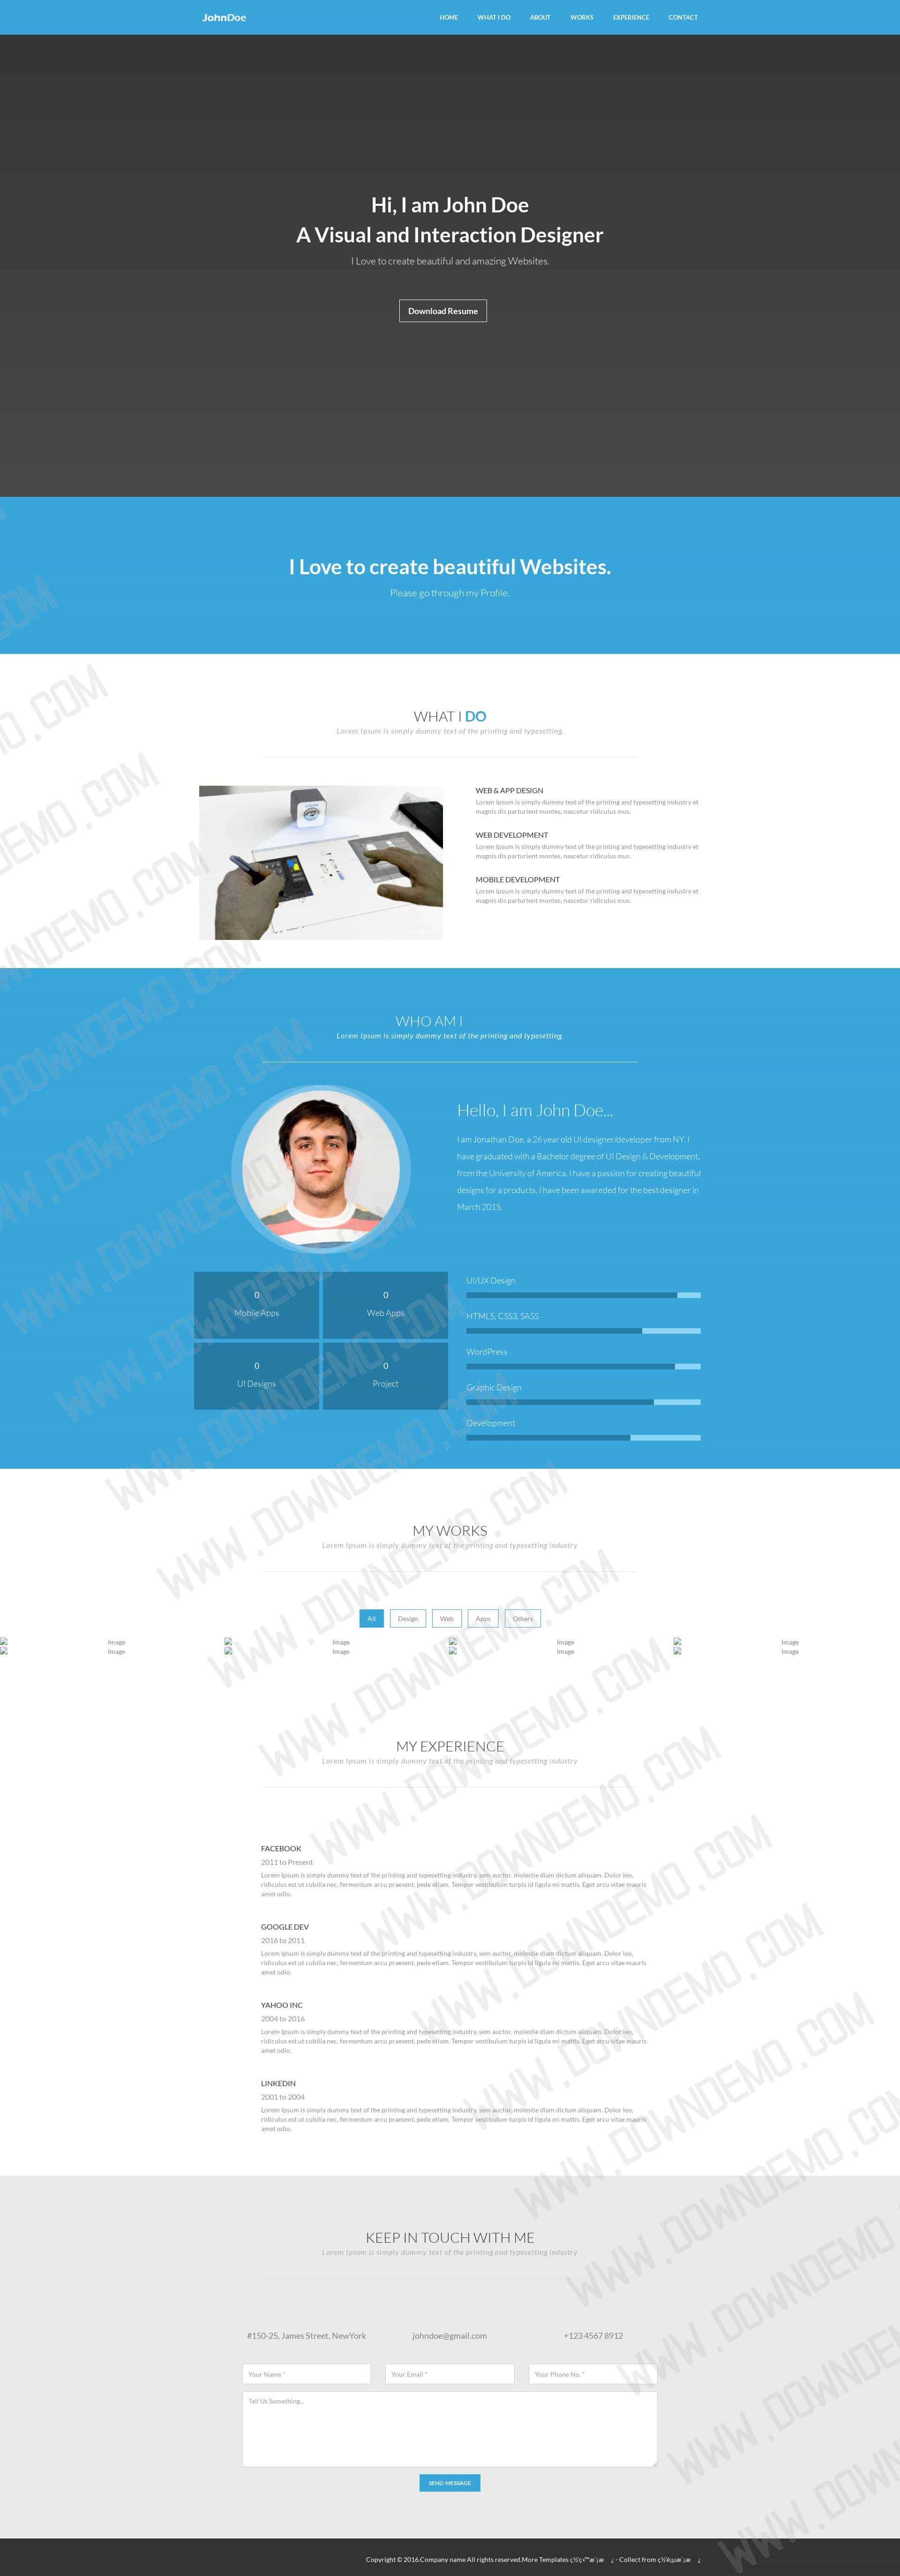 JohnDoe
HOME WHAT I DO ABOUT WORKS EXPERIENCE CONTACT
Hi, I am John Doe
A Visual and Interaction Designer
I Love to create beautiful and amazing Websites.
Download Resume
I Love to create beautiful Websites.
Please go through my Profile.
WHAT I DO
Lorem Ipsum is simply dummy text of the printing and typesetting.
WEB & APP DESIGN
Lorem Ipsum is simply dummy text of the printing and typesetting industry et
magnis dis parturient montes, nascetur ridiculus mus.
WEB DEVELOPMENT
Lorem Ipsum is simply dummy text of the printing and typesetting industry et
magnis dis parturient montes, nascetur ridiculus mus.
MOBILE DEVELOPMENT
Lorem Ipsum is simply dummy text of the printing and typesetting industry et
magnis dis parturient montes, nascetur ridiculus mus.
WHO AM I
Lorem Ipsum is simply dummy text of the printing and typesetting.
Hello, I am John Doe...
I am Jonathan Doe, a 26 year old UI designer/developer from NY. I
have graduated with a Bachelor degree of UI Design & Development,
from the University of America. I have a passion for creating beautiful
designs for a products. I have been awareded for the best designer in
March 2015.
0
Mobile Apps
0
Web Apps
0
UI Designs
0
Project
UI/UX Design
HTML5, CSS3, SASS
WordPress
Graphic Design
Development
MY WORKS
Lorem Ipsum is simply dummy text of the printing and typesetting industry
All Design Web Apps Others
Image Image Image Image
Image Image Image Image
MY EXPERIENCE
Lorem Ipsum is simply dummy text of the printing and typesetting industry
FACEBOOK
2011 to Present
Lorem Ipsum is simply dummy text of the printing and typesetting industry, sem auctor, molestie diam dictum aliquam. Dolor leo,
ridiculus est ut cubilia nec, fermentum arcu praesent, pede etiam. Tempor vestibulum turpis id ligula mi mattis. Eget arcu vitae mauris
amet odio.
GOOGLE DEV
2016 to 2011
Lorem Ipsum is simply dummy text of the printing and typesetting industry, sem auctor, molestie diam dictum aliquam. Dolor leo,
ridiculus est ut cubilia nec, fermentum arcu praesent, pede etiam. Tempor vestibulum turpis id ligula mi mattis. Eget arcu vitae mauris
amet odio.
YAHOO INC
2004 to 2016
Lorem Ipsum is simply dummy text of the printing and typesetting industry, sem auctor, molestie diam dictum aliquam. Dolor leo,
ridiculus est ut cubilia nec, fermentum arcu praesent, pede etiam. Tempor vestibulum turpis id ligula mi mattis. Eget arcu vitae mauris
amet odio.
LINKEDIN
2001 to 2004
Lorem Ipsum is simply dummy text of the printing and typesetting industry, sem auctor, molestie diam dictum aliquam. Dolor leo,
ridiculus est ut cubilia nec, fermentum arcu praesent, pede etiam. Tempor vestibulum turpis id ligula mi mattis. Eget arcu vitae mauris
amet odio.
KEEP IN TOUCH WITH ME
Lorem Ipsum is simply dummy text of the printing and typesetting industry
#150-25, James Street, NewYork johndoe@gmail.com +123 4567 8912
Your Name * Your Email * Your Phone No. *
Tell Us Something...
SEND MESSAGE
Copyright © 2016.Company name All rights reserved.More Templates - Collect from
WWW.DOWNDEMO.COM